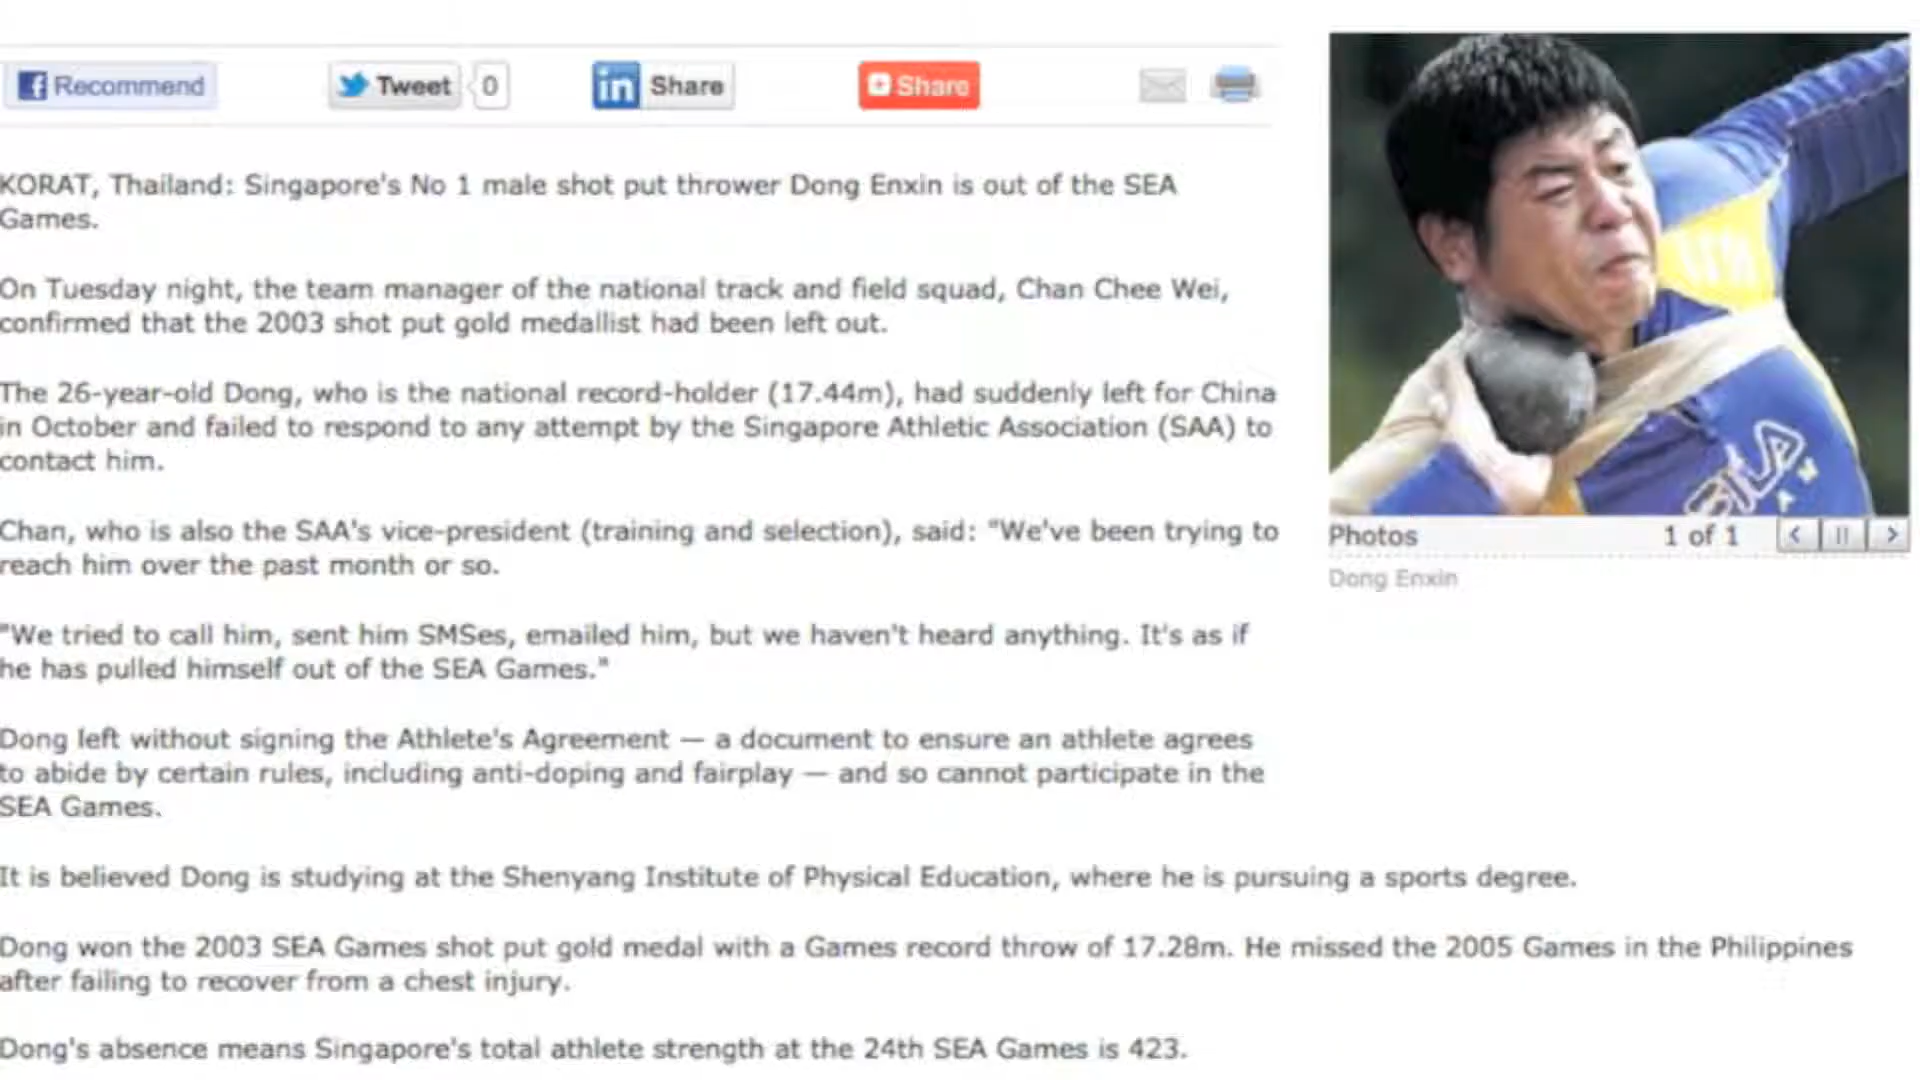 Recommend
Tweet 0
in Share
Share
KORAT, Thailand: Singapore's No 1 male shot put thrower Dong Enxin is out of the SEA
Games.
On Tuesday night, the team manager of the national track and field squad, Chan Chee Wei,
confirmed that the 2003 shot put gold medallist had been left out.
The 26-year-old Dong, who is the national record-holder (17.44m), had suddenly left for China
in October and failed to respond to any attempt by the Singapore Athletic Association (SAA) to
contact him.
Chan, who is also the SAA's vice-president (training and selection), said: "We've been trying to
reach him over the past month or so.
"We tried to call him, sent him SMSes, emailed him, but we haven't heard anything. It's as if
he has pulled himself out of the SEA Games."
Dong left without signing the Athlete's Agreement — a document to ensure an athlete agrees
to abide by certain rules, including anti-doping and fairplay — and so cannot participate in the
SEA Games.
FILA
Photos 1 of 1
Dong Enxin
It is believed Dong is studying at the Shenyang Institute of Physical Education, where he is pursuing a sports degree.
Dong won the 2003 SEA Games shot put gold medal with a Games record throw of 17.28m. He missed the 2005 Games in the Philippines
after failing to recover from a chest injury.
Dong's absence means Singapore's total athlete strength at the 24th SEA Games is 423.